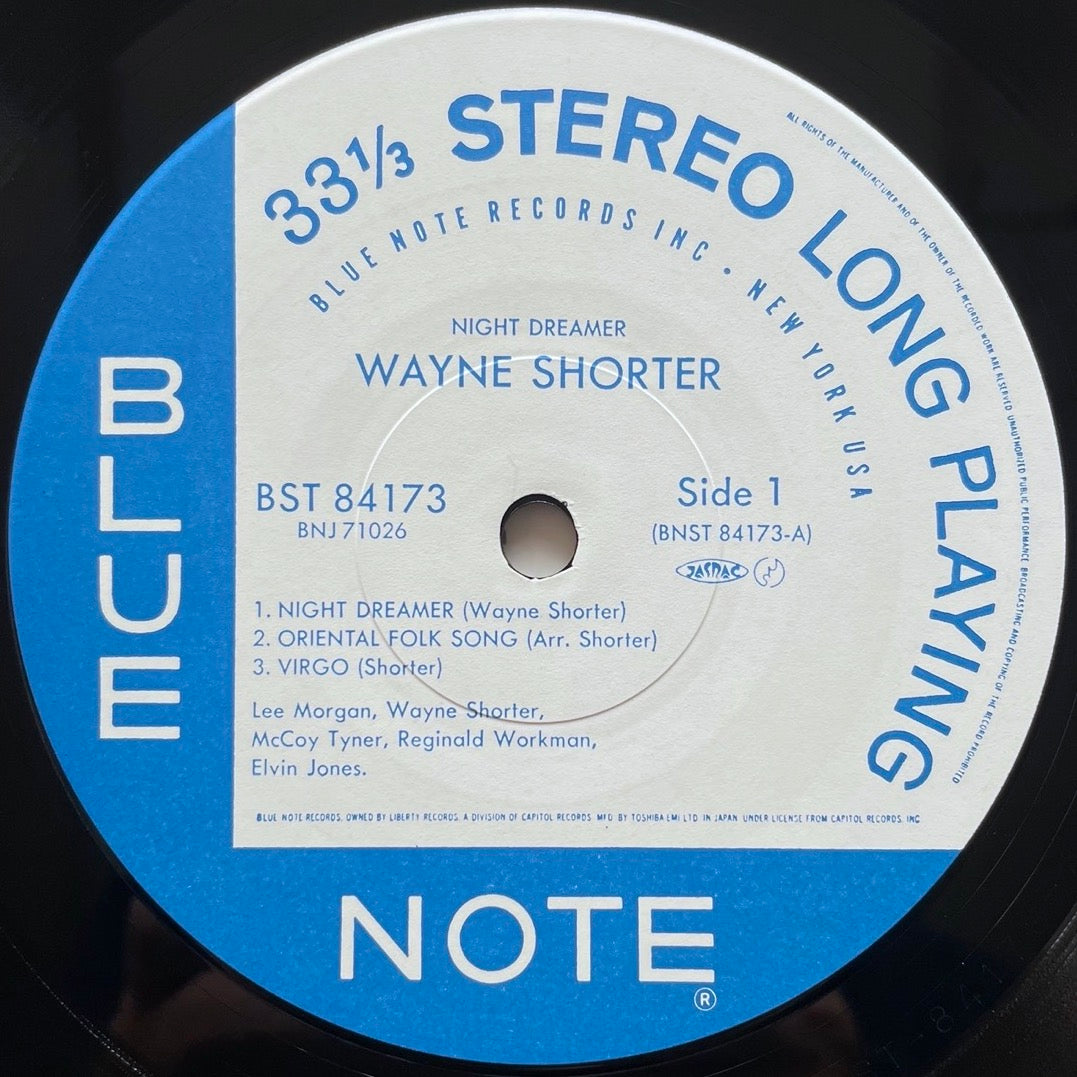 33 1/3 STEREO LONG PLAYING
BLUE NOTE RECORDS INC • NEW YORK USA
ALL RIGHTS OF THE MANUFACTURER AND OF THE OWNER OF THE RECORDED WORK ARE RESERVED UNAUTHORIZED PUBLIC PERFORMANCE BROADCASTING AND COPYING OF THE RECORD PROHIBITED
NIGHT DREAMER
WAYNE SHORTER
BST 84173
BNJ 71026
Side 1
(BNST 84173-A)
JASRAC
1. NIGHT DREAMER (Wayne Shorter)
2. ORIENTAL FOLK SONG (Arr. Shorter)
3. VIRGO (Shorter)
Lee Morgan, Wayne Shorter,
McCoy Tyner, Reginald Workman,
Elvin Jones.
BLUE NOTE RECORDS, OWNED BY LIBERTY RECORDS, A DIVISION OF CAPITOL RECORDS MFD BY TOSHIBA EMI LTD IN JAPAN UNDER LICENSE FROM CAPITOL RECORDS, INC
BLUE
NOTE
®